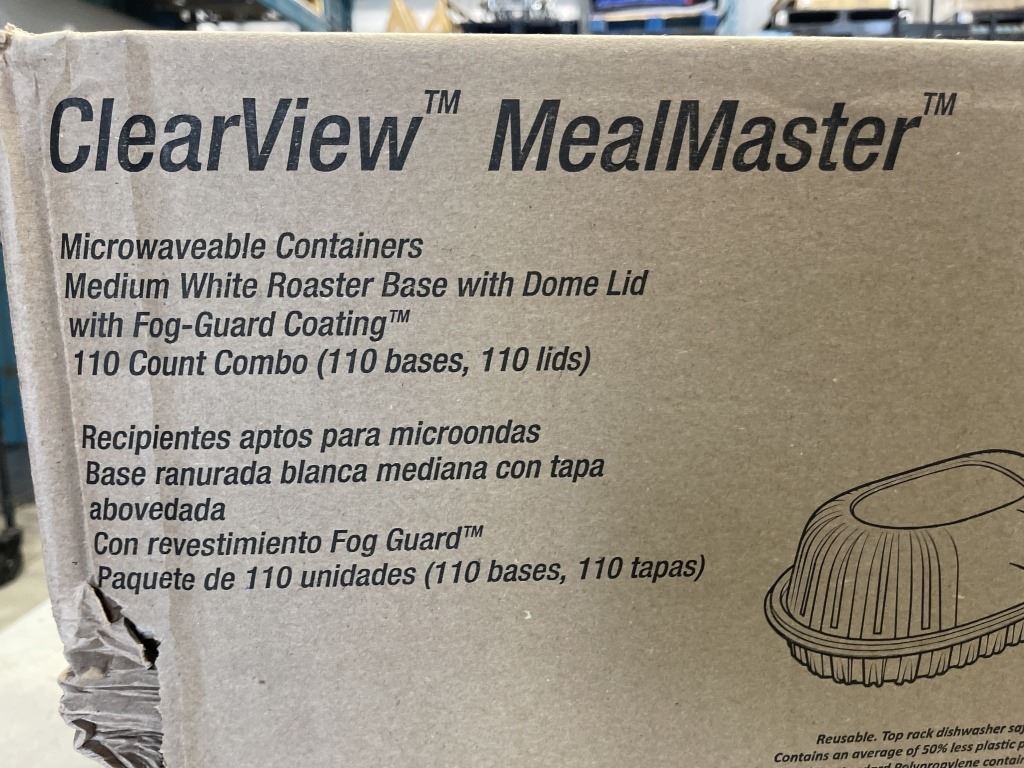 ClearView™ MealMaster™
Microwaveable Containers
Medium White Roaster Base with Dome Lid
with Fog-Guard Coating™
110 Count Combo (110 bases, 110 lids)
Recipientes aptos para microondas
Base ranurada blanca mediana con tapa
abovedada
Con revestimiento Fog Guard™
Paquete de 110 unidades (110 bases, 110 tapas)
Reusable. Top rack dishwasher
Contains an average of 50% less plastic
Polypropylene